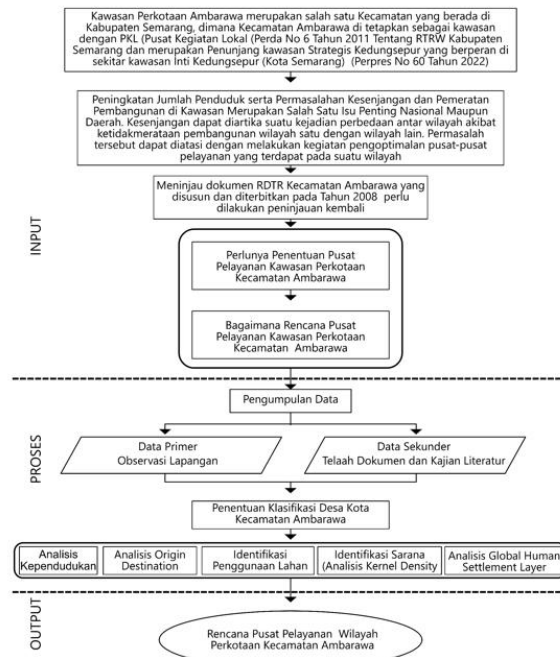 Kawasan Perkotaan Ambarawa merupakan salah satu Kecamatan yang berada di
Kabupaten Semarang, dimana Kecamatan Ambarawa di tetapkan sebagai kawasan
dengan PKL (Pusat Kegiatan Lokal (Perda No 6 Tahun 2011 Tentang RTRW Kabupaten
Semarang dan merupakan Penunjang kawasan Strategis Kedungsepur yang berperan di
sekitar kawasan Inti Kedungsepur (Kota Semarang) (Perpres No 60 Tahun 2022)
Peningkatan Jumlah Penduduk serta Permasalahan Kesenjangan dan Pemeratan
Pembangunan di Kawasan Merupakan Salah Satu Isu Penting Nasional Maupun
Daerah. Kesenjangan dapat diartika suatu kejadian perbedaan antar wilayah akibat
ketidakmerataan pembangunan wilayah satu dengan wilayah lain. Permasalah
tersebut dapat diatasi dengan melakukan kegiatan pengoptimalan pusat-pusat
pelayanan yang terdapat pada suatu wilayah
Meninjau dokumen RDTR Kecamatan Ambarawa yang
disusun dan diterbitkan pada Tahun 2008 perlu
dilakukan peninjauan kembali
INPUT
Perlunya Penentuan Pusat
Pelayanan Kawasan Perkotaan
Kecamatan Ambarawa
Bagaimana Rencana Pusat
Pelayanan Kawasan Perkotaan
Kecamatan Ambarawa
Pengumpulan Data
PROSES
Data Primer
Observasi Lapangan
Data Sekunder
Telaah Dokumen dan Kajian Literatur
Penentuan Klasifikasi Desa Kota
Kecamatan Ambarawa
Analisis
Kependudukan
Analisis Origin
Destination
Identifikasi
Penggunaan Lahan
Identifikasi Sarana
(Analisis Kernel Density
Analisis Global Human
Settlement Layer
OUTPUT
Rencana Pusat Pelayanan Wilayah
Perkotaan Kecamatan Ambarawa